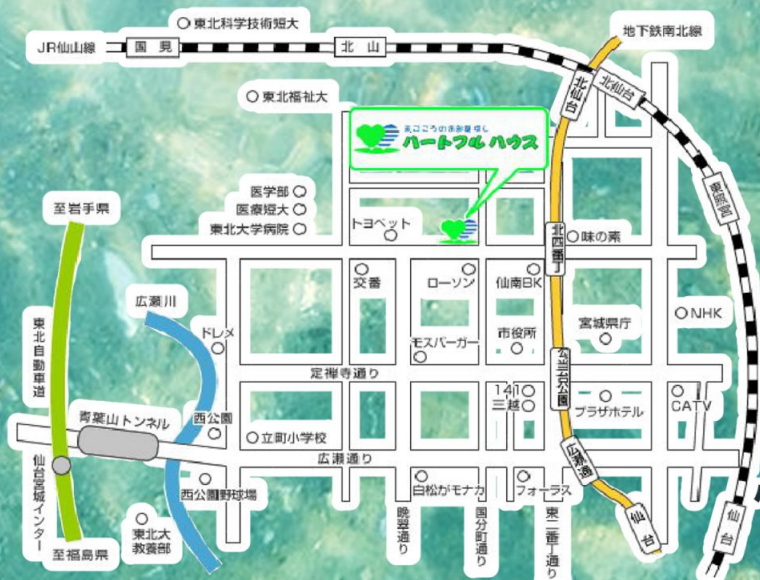 東北科学技術短大
JR仙山線
国見
北山
地下鉄南北線
北仙台
北仙台
東北福祉大
まごころのお部屋探し
ハートフルハウス
医学部
医療短大
東北大学病院
トヨペット
北四番丁
味の素
東照宮
至岩手県
交番
ローソン
仙南BK
広瀬川
東北自動車道
ドレメ
モスバーガー
市役所
宮城県庁
NHK
定禅寺通り
勾当台公園
141
三越
プラザホテル
CATV
青葉山トンネル
西公園
立町小学校
広瀬通り
広瀬通
仙台宮城インター
西公園野球場
白松がモナカ
フォーラス
東北大
教養部
晩翠通り
国分町通り
東二番丁通り
仙台
仙台
至福島県